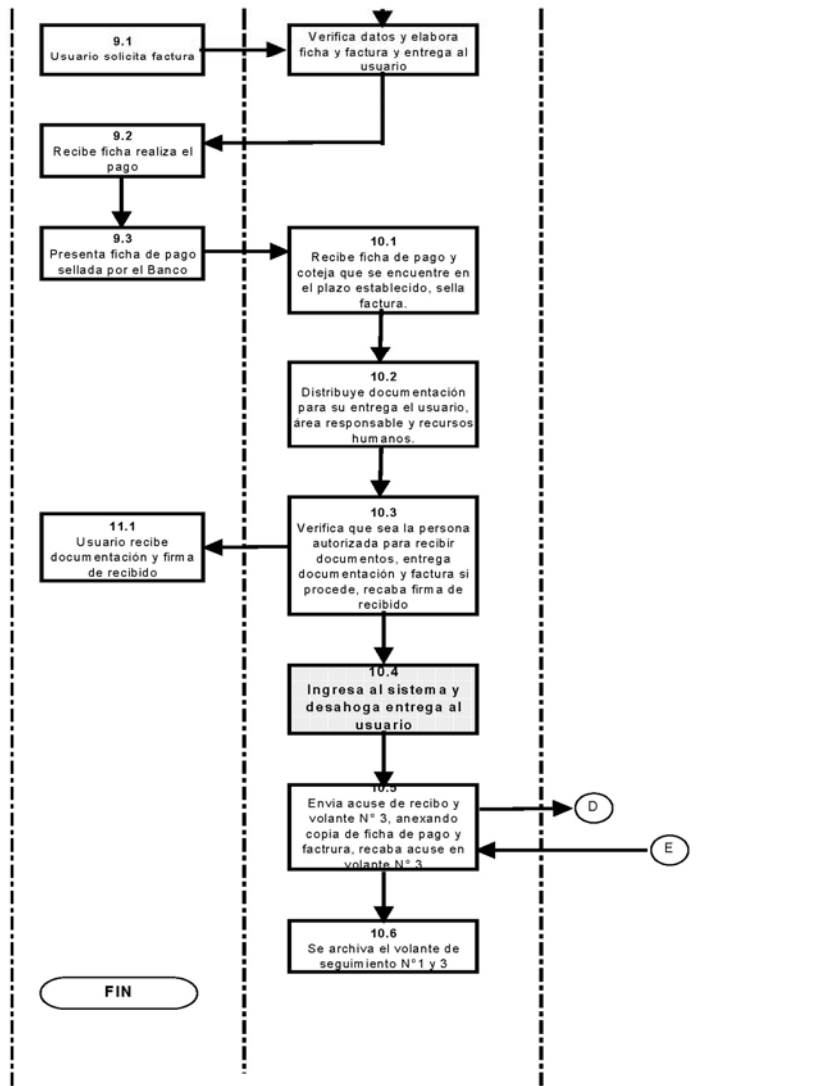 9.1
Usuario solicita factura
Verifica datos y elabora
ficha y factura y entrega al
usuario
9.2
Recibe ficha realiza el
pago
9.3
Presenta ficha de pago
sellada por el Banco
10.1
Recibe ficha de pago y
coteja que se encuentre en
el plazo establecido, sella
factura.
10.2
Distribuye documentación
para su entrega el usuario,
área responsable y recursos
humanos.
10.3
Verifica que sea la persona
autorizada para recibir
documentos, entrega
documentación y factura si
procede, recaba firma de
recibido
11.1
Usuario recibe
documentación y firma
de recibido
10.4
Ingresa al sistema y
desahoga entrega al
usuario
10.5
Envía acuse de recibo y
volante N° 3, anexando
copia de ficha de pago y
factrura, recaba acuse en
volante N° 3
D
E
10.6
Se archiva el volante de
seguimiento N°1 y 3
FIN